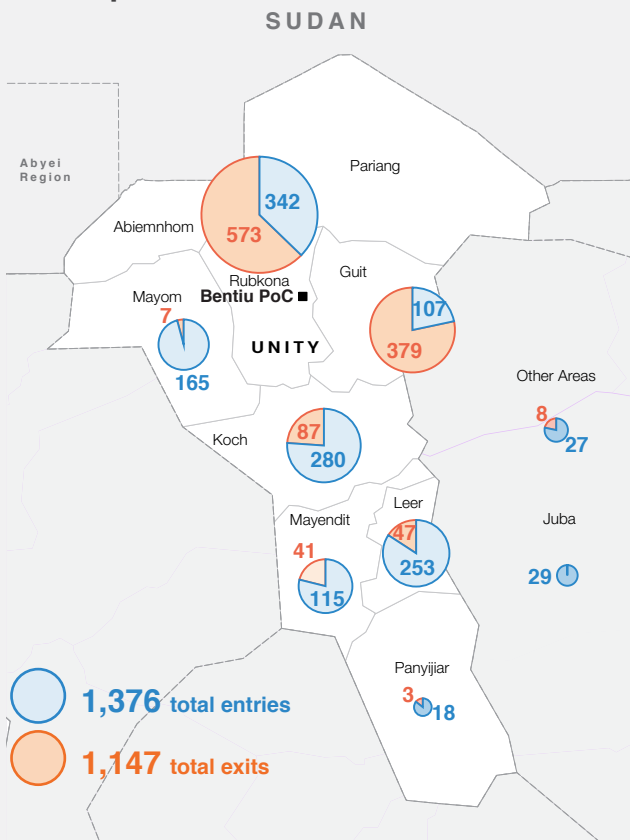 SUDAN
Abyei
Region
Pariang
Abiemnhom
342
573
Rubkona
Guit
Mayom
Bentiu PoC
7
107
UNITY
379
165
Other Areas
8
27
Koch
87
280
Leer
Mayendit
Juba
47
41
253
29
115
Panyijiar
3
18
1,376 total entries
1,147 total exits